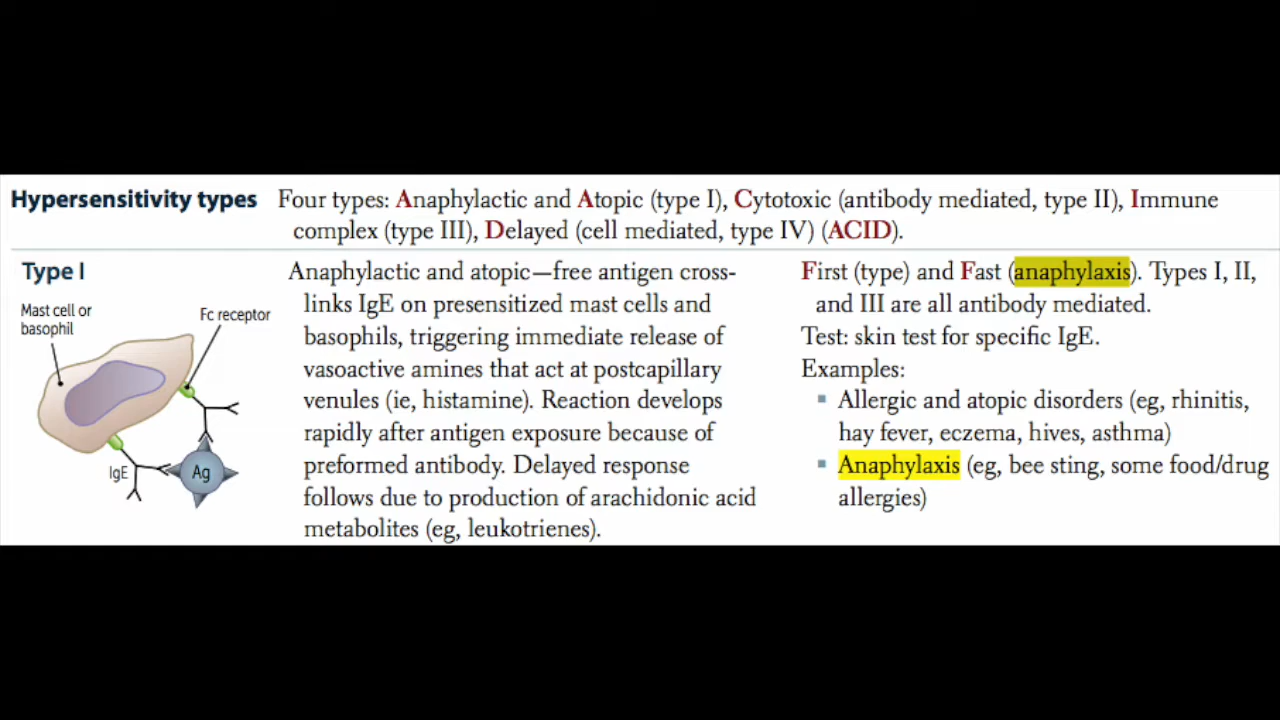 Hypersensitivity types
Four types: Anaphylactic and Atopic (type I), Cytotoxic (antibody mediated, type II), Immune
complex (type III), Delayed (cell mediated, type IV) (ACID).
Type I
Mast cell or
basophil
Fc receptor
IgE
Ag
Anaphylactic and atopic—free antigen cross-
links IgE on presensitized mast cells and
basophils, triggering immediate release of
vasoactive amines that act at postcapillary
venules (ie, histamine). Reaction develops
rapidly after antigen exposure because of
preformed antibody. Delayed response
follows due to production of arachidonic acid
metabolites (eg, leukotrienes).
First (type) and Fast (anaphylaxis). Types I, II,
and III are all antibody mediated.
Test: skin test for specific IgE.
Examples:
▪ Allergic and atopic disorders (eg, rhinitis,
hay fever, eczema, hives, asthma)
▪ Anaphylaxis (eg, bee sting, some food/drug
allergies)